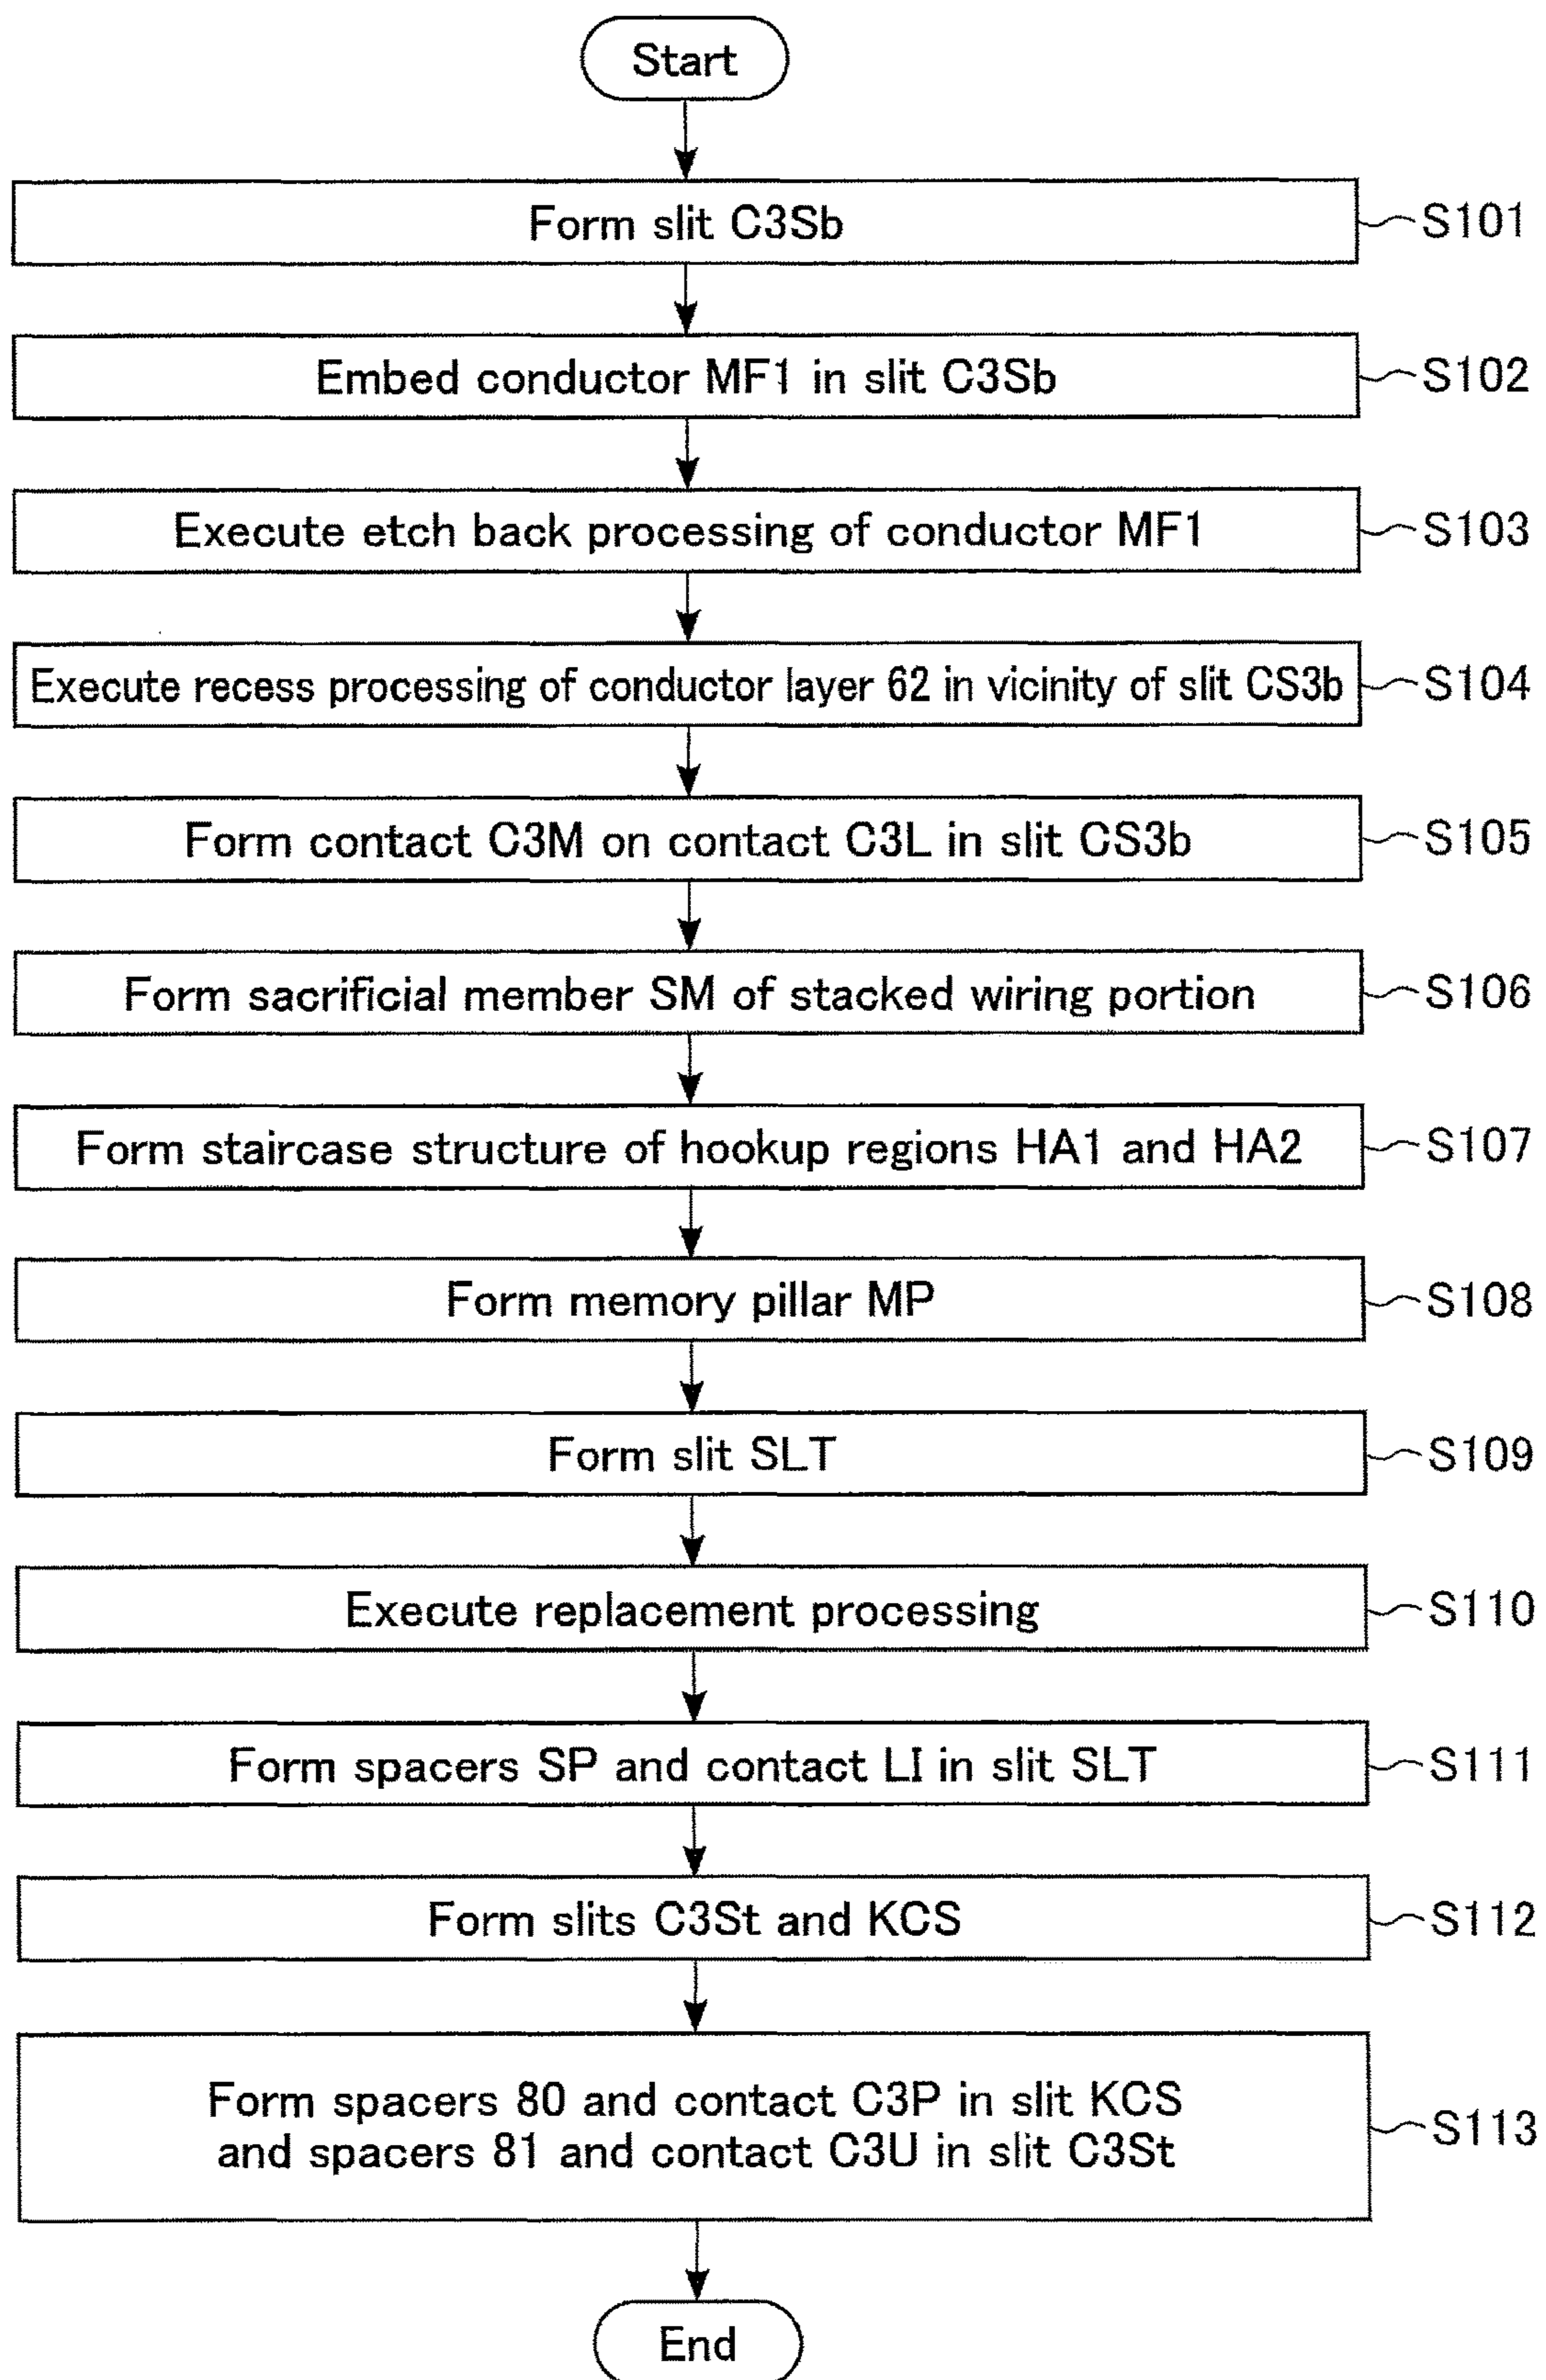 Start
Form slit C3Sb
S101
Embed conductor MF1 in slit C3Sb
S102
Execute etch back processing of conductor MF1
S103
Execute recess processing of conductor layer 62 in vicinity of slit CS3b
S104
Form contact C3M on contact C3L in slit CS3b
S105
Form sacrificial member SM of stacked wiring portion
S106
Form staircase structure of hookup regions HA1 and HA2
S107
Form memory pillar MP
S108
Form slit SLT
S109
Execute replacement processing
S110
Form spacers SP and contact LI in slit SLT
S111
Form slits C3St and KCS
S112
Form spacers 80 and contact C3P in slit KCS
and spacers 81 and contact C3U in slit C3St
S113
End